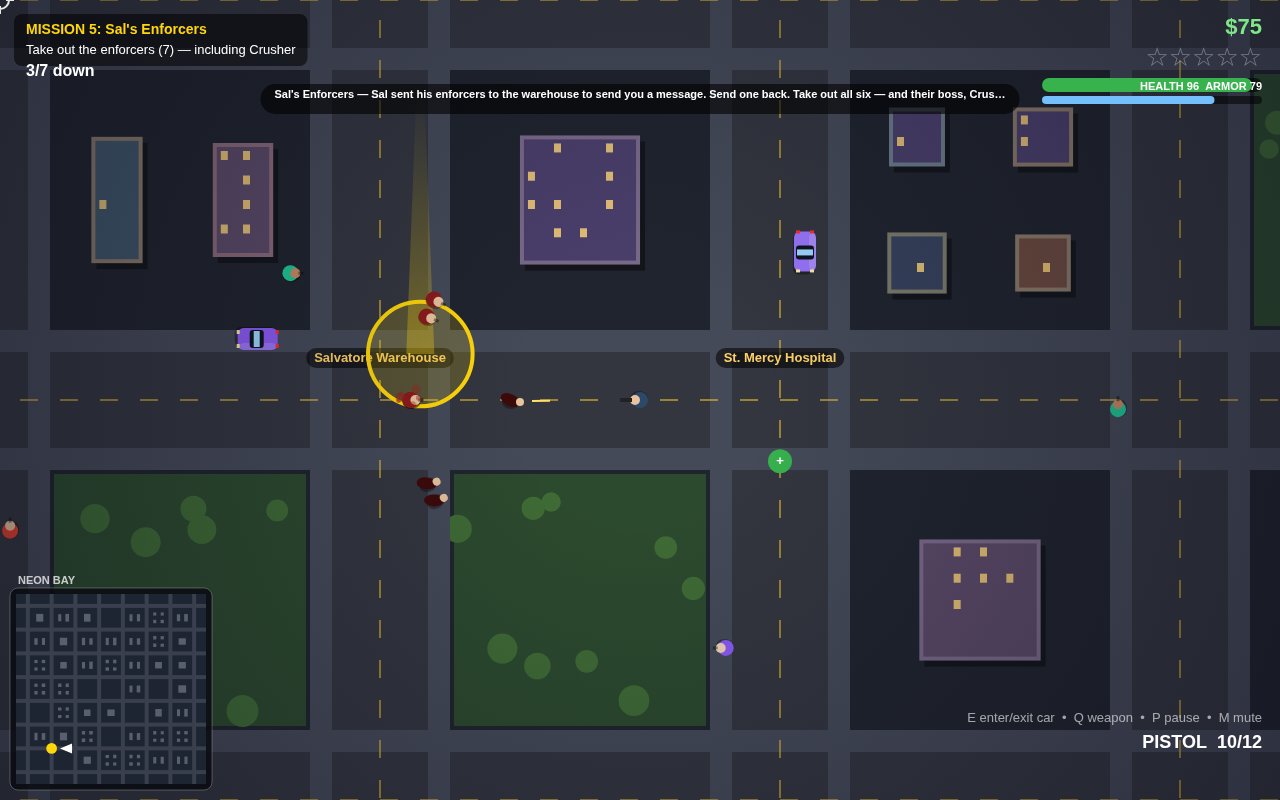 MISSION 5: Sal's Enforcers
Take out the enforcers (7) — including Crusher
3/7 down
$75
HEALTH 96 ARMOR 79
Sal's Enforcers — Sal sent his enforcers to the warehouse to send you a message. Send one back. Take out all six — and their boss, Crus…
Salvatore Warehouse
St. Mercy Hospital
+
NEON BAY
E enter/exit car • Q weapon • P pause • M mute
PISTOL 10/12